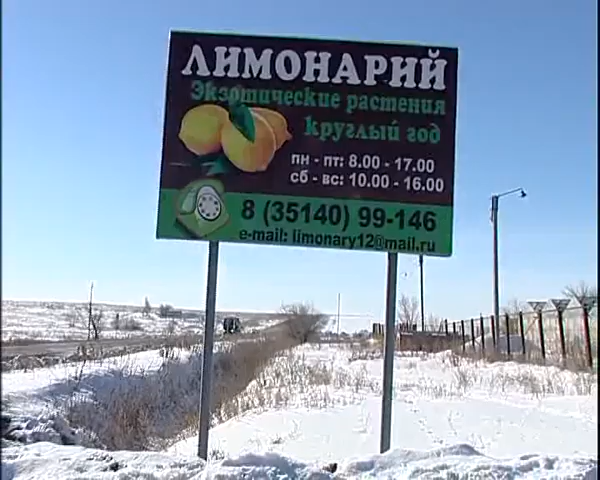 ЛИМОНАРИЙ
Экзотические растения
круглый год
пн - пт: 8.00 - 17.00
сб - вс: 10.00 - 16.00
8 (35140) 99-146
e-mail: limonary12@mail.ru